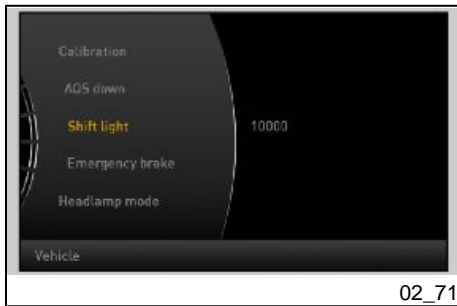 Calibration
AQS down
Shift light
10000
Emergency brake
Headlamp mode
Vehicle
02_71